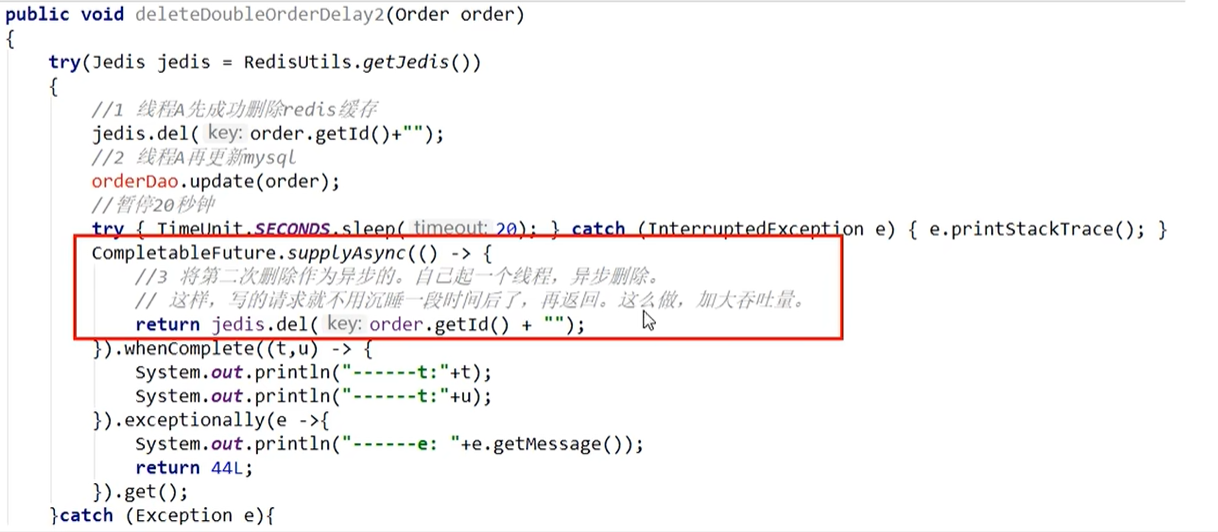 public void deleteDoubleOrderDelay2(Order order)
{
try(Jedis jedis = RedisUtils.getJedis())
{
//1 线程A先成功删除redis缓存
jedis.del( key: order.getId()+"");
//2 线程A再更新mysql
orderDao.update(order);
//暂停20秒钟
try { TimeUnit.SECONDS.sleep( timeout: 20); } catch (InterruptedException e) { e.printStackTrace(); }
CompletableFuture.supplyAsync(() -> {
//3 将第二次删除作为异步的。自己起一个线程，异步删除。
// 这样，写的请求就不用沉睡一段时间后了，再返回。这么做，加大吞吐量。
return jedis.del( key: order.getId() + "");
}).whenComplete((t,u) -> {
System.out.println("------t:"+t);
System.out.println("------t:"+u);
}).exceptionally(e ->{
System.out.println("------e: "+e.getMessage());
return 44L;
}).get();
}catch (Exception e){